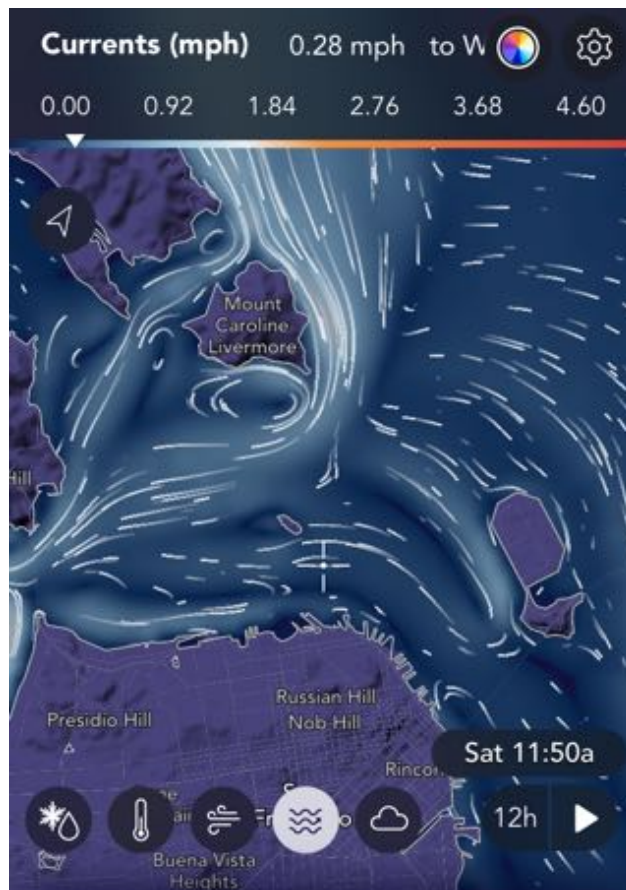 Currents (mph) 0.28 mph to W
0.00 0.92 1.84 2.76 3.68 4.60
Mount
Caroline
Livermore
Hill
Russian Hill
Presidio Hill
Nob Hill
Sat 11:50a
Rincon
12h
Buena Vista
Heights